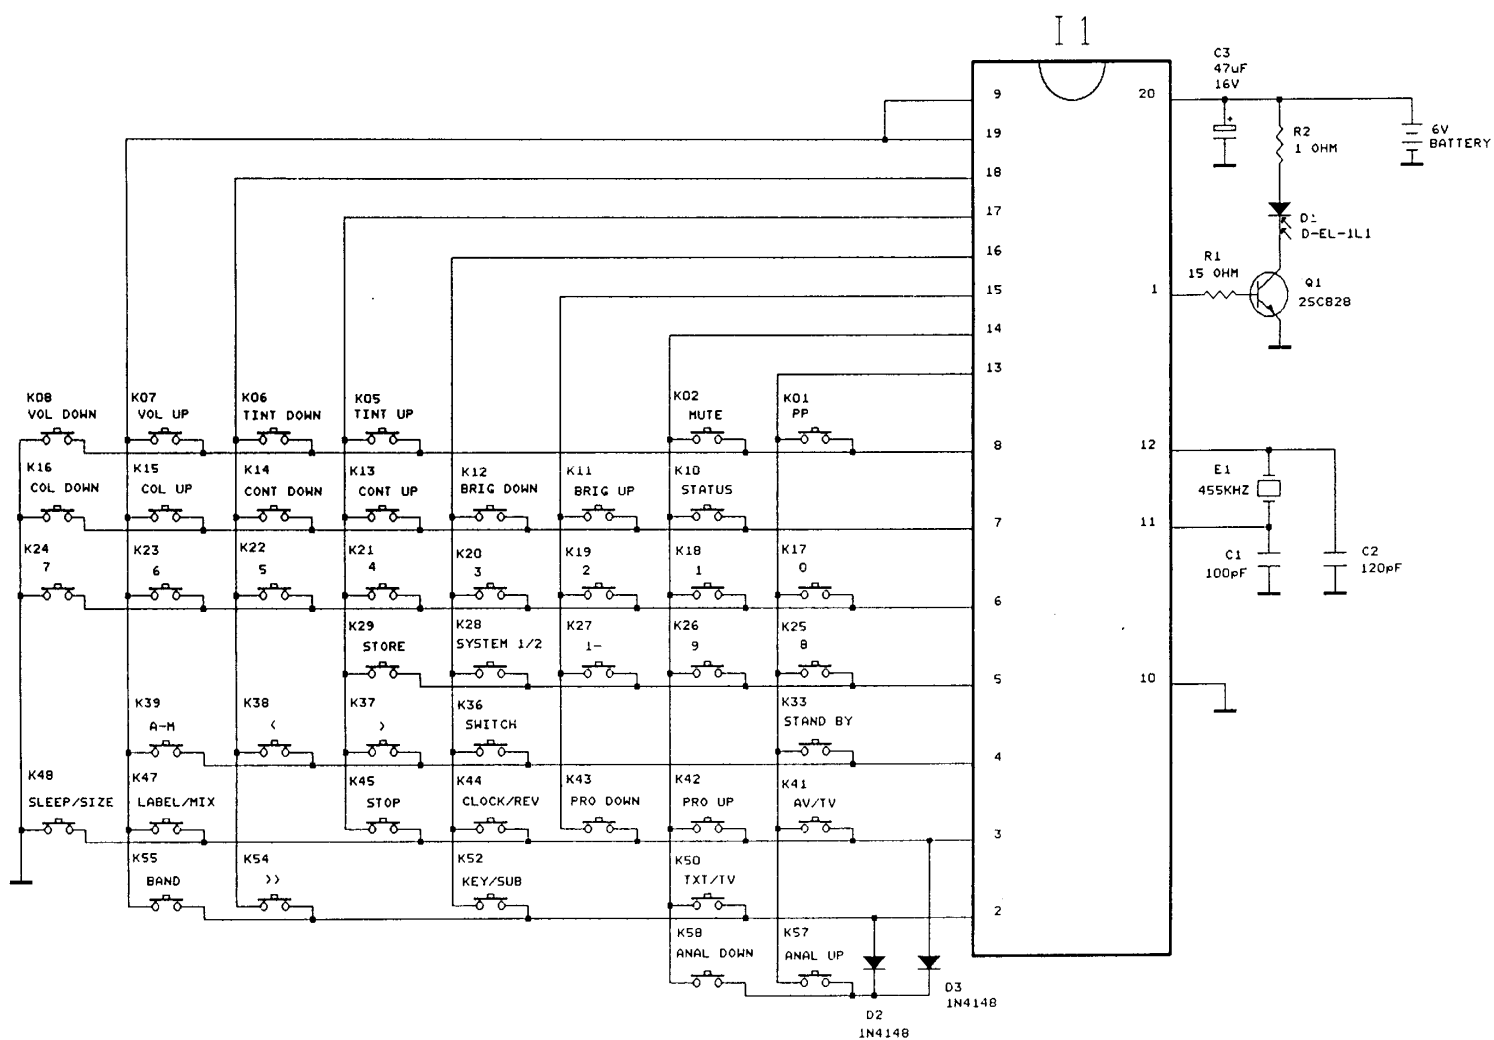 I 1
C3
47uF
16V
9
20
19
R2
1 OHM
6V
BATTERY
18
17
D1
D-EL-1L1
16
R1
15 OHM
15
1
Q1
2SC828
14
13
K08
VOL DOWN
K07
VOL UP
K06
TINT DOWN
K05
TINT UP
K02
MUTE
K01
PP
8
12
K16
COL DOWN
K15
COL UP
K14
CONT DOWN
K13
CONT UP
K12
BRIG DOWN
K11
BRIG UP
K10
STATUS
E1
455KHZ
7
11
K24
7
K23
6
K22
5
K21
4
K20
3
K19
2
K18
1
K17
0
C1
100pF
C2
120pF
6
K29
STORE
K28
SYSTEM 1/2
K27
1-
K26
9
K25
8
5
10
K39
A-M
K38
<
K37
>
K36
SWITCH
K33
STAND BY
4
K48
SLEEP/SIZE
K47
LABEL/MIX
K45
STOP
K44
CLOCK/REV
K43
PRO DOWN
K42
PRO UP
K41
AV/TV
3
K55
BAND
K54
>>
K52
KEY/SUB
K50
TXT/TV
2
K58
ANAL DOWN
K57
ANAL UP
D3
1N4148
D2
1N4148